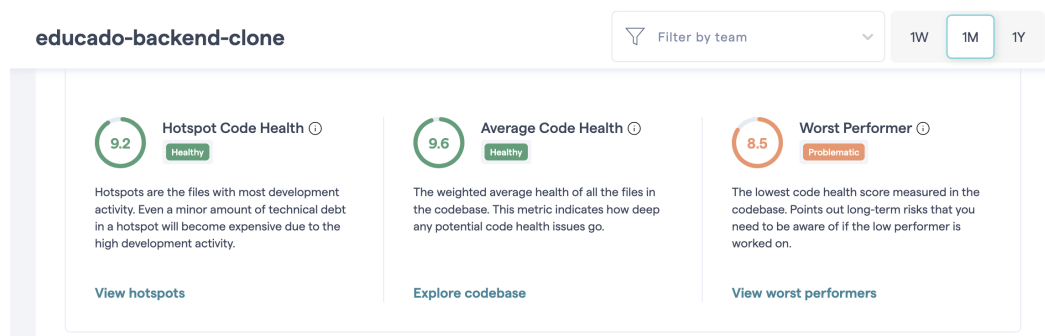 educado-backend-clone
Filter by team
1W
1M
1Y
9.2
Hotspot Code Health
Healthy
Hotspots are the files with most development
activity. Even a minor amount of technical debt
in a hotspot will become expensive due to the
high development activity.
View hotspots
9.6
Average Code Health
Healthy
The weighted average health of all the files in
the codebase. This metric indicates how deep
any potential code health issues go.
Explore codebase
8.5
Worst Performer
Problematic
The lowest code health score measured in the
codebase. Points out long-term risks that you
need to be aware of if the low performer is
worked on.
View worst performers